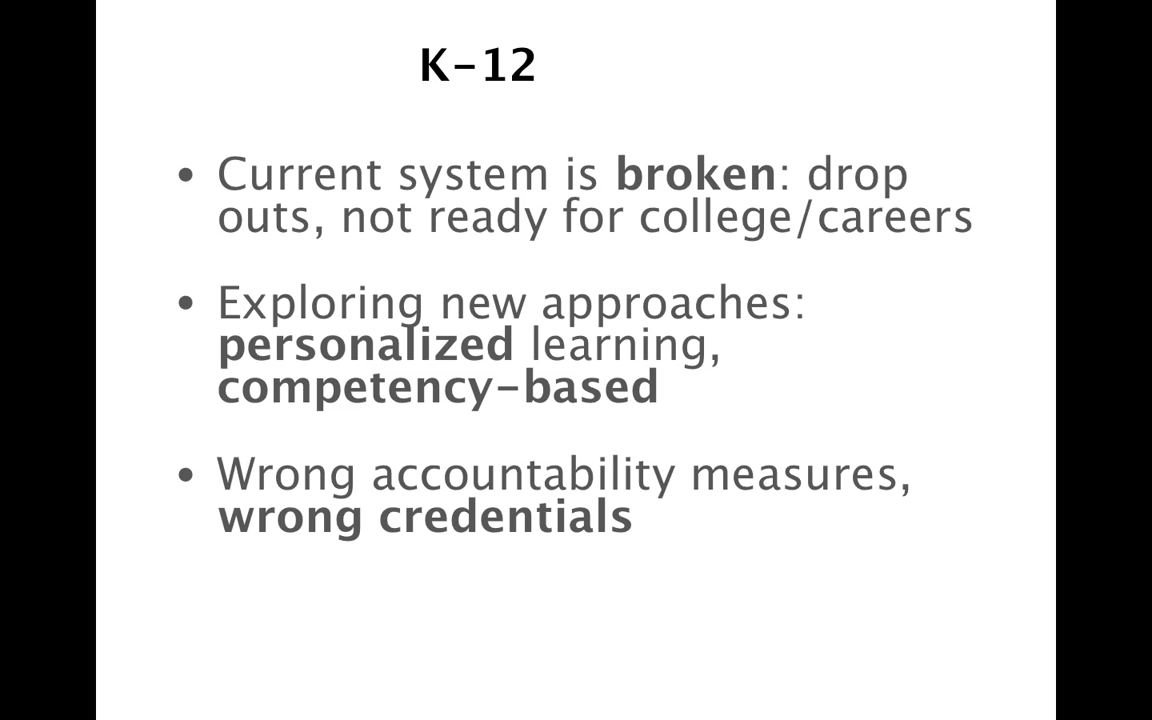 K-12
• Current system is broken: drop
outs, not ready for college/careers
• Exploring new approaches:
personalized learning,
competency-based
• Wrong accountability measures,
wrong credentials